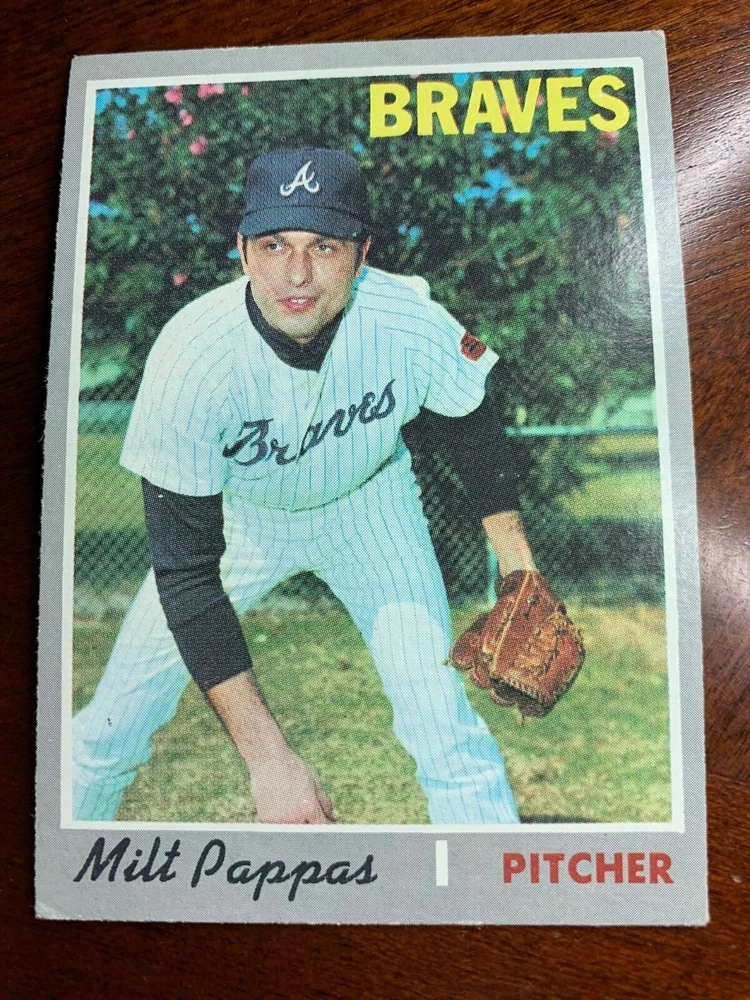 BRAVES
A
Braves
Milt Pappas
PITCHER